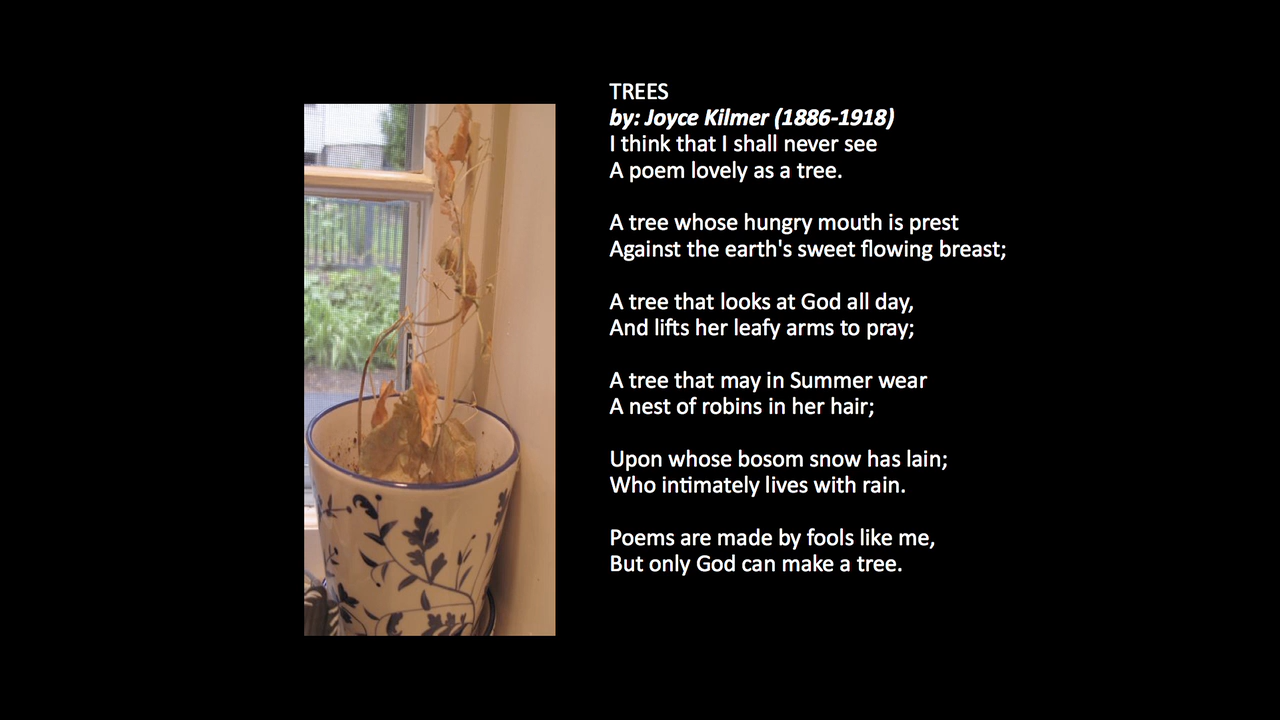 TREES
by: Joyce Kilmer (1886-1918)
I think that I shall never see
A poem lovely as a tree.
A tree whose hungry mouth is prest
Against the earth's sweet flowing breast;
A tree that looks at God all day,
And lifts her leafy arms to pray;
A tree that may in Summer wear
A nest of robins in her hair;
Upon whose bosom snow has lain;
Who intimately lives with rain.
Poems are made by fools like me,
But only God can make a tree.